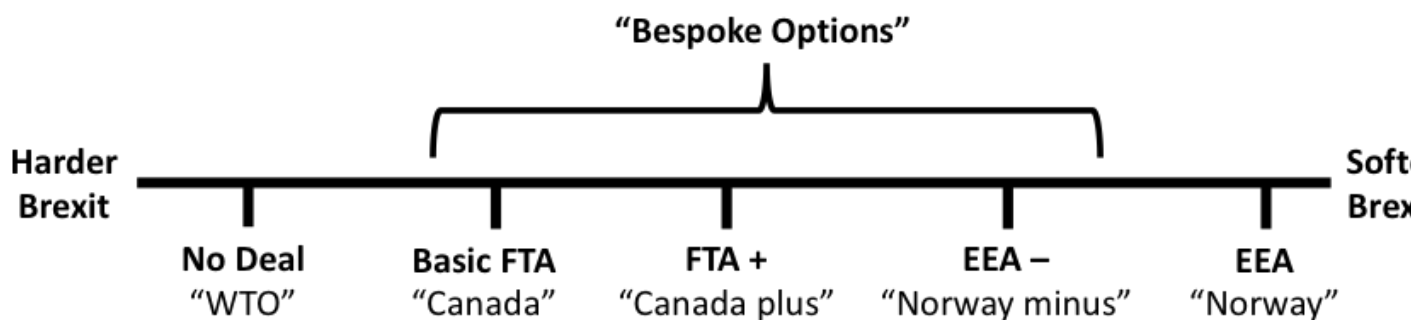 “Bespoke Options”
Harder
Brexit
No Deal
“WTO”
Basic FTA
“Canada”
FTA +
“Canada plus”
EEA –
“Norway minus”
EEA
“Norway”